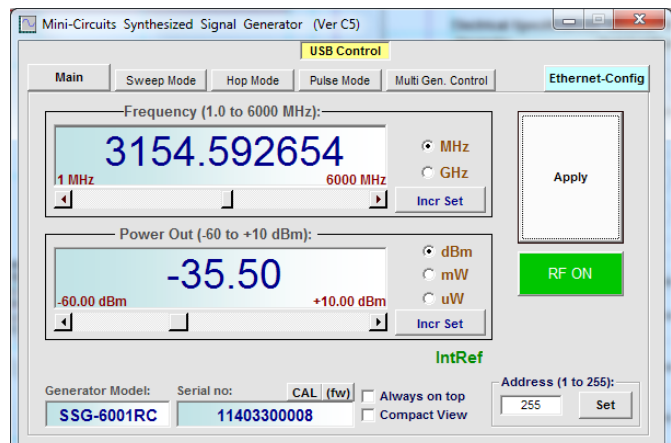 Mini-Circuits Synthesized Signal Generator (Ver C5)
USB Control
Main Sweep Mode Hop Mode Pulse Mode Multi Gen. Control Ethernet-Config
Frequency (1.0 to 6000 MHz):
3154.592654
1 MHz 6000 MHz
MHz
GHz
Incr Set
Apply
Power Out (-60 to +10 dBm):
-35.50
-60.00 dBm +10.00 dBm
dBm
mW
uW
Incr Set
RF ON
IntRef
Generator Model: Serial no: CAL (fw)
SSG-6001RC 11403300008
Always on top
Compact View
Address (1 to 255):
255 Set